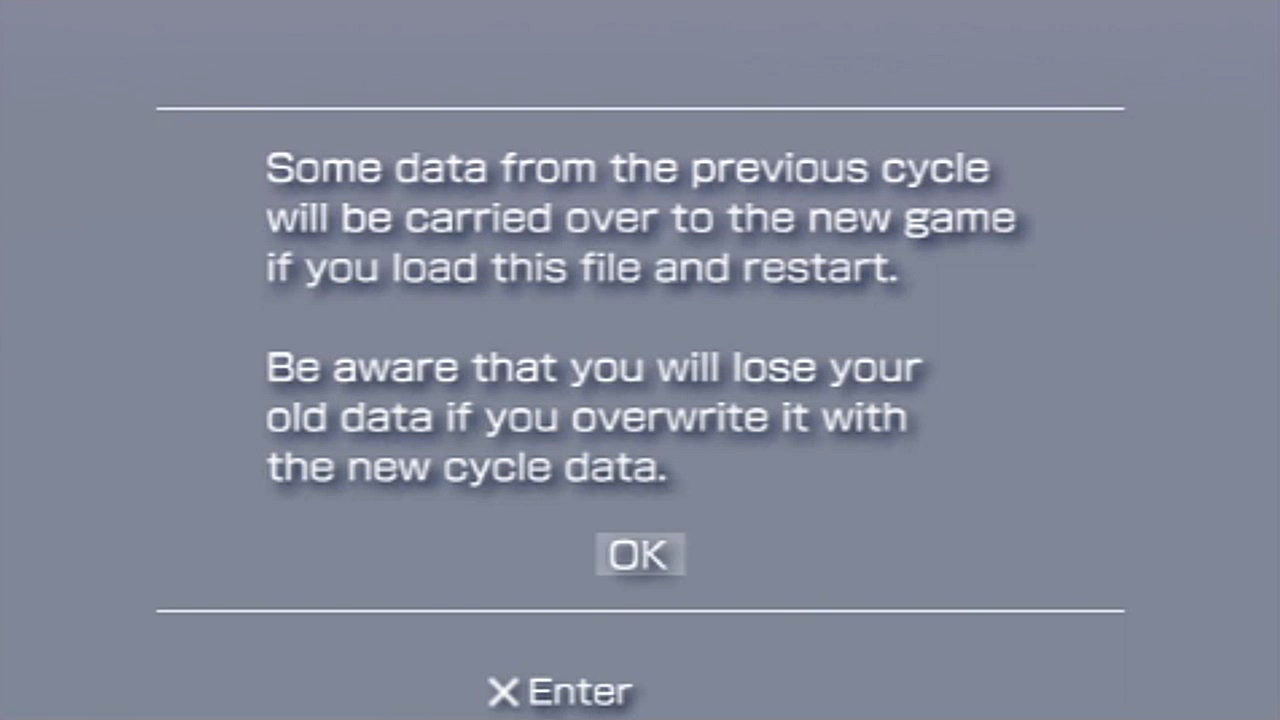 Some data from the previous cycle
will be carried over to the new game
if you load this file and restart.
Be aware that you will lose your
old data if you overwrite it with
the new cycle data.
OK
X Enter